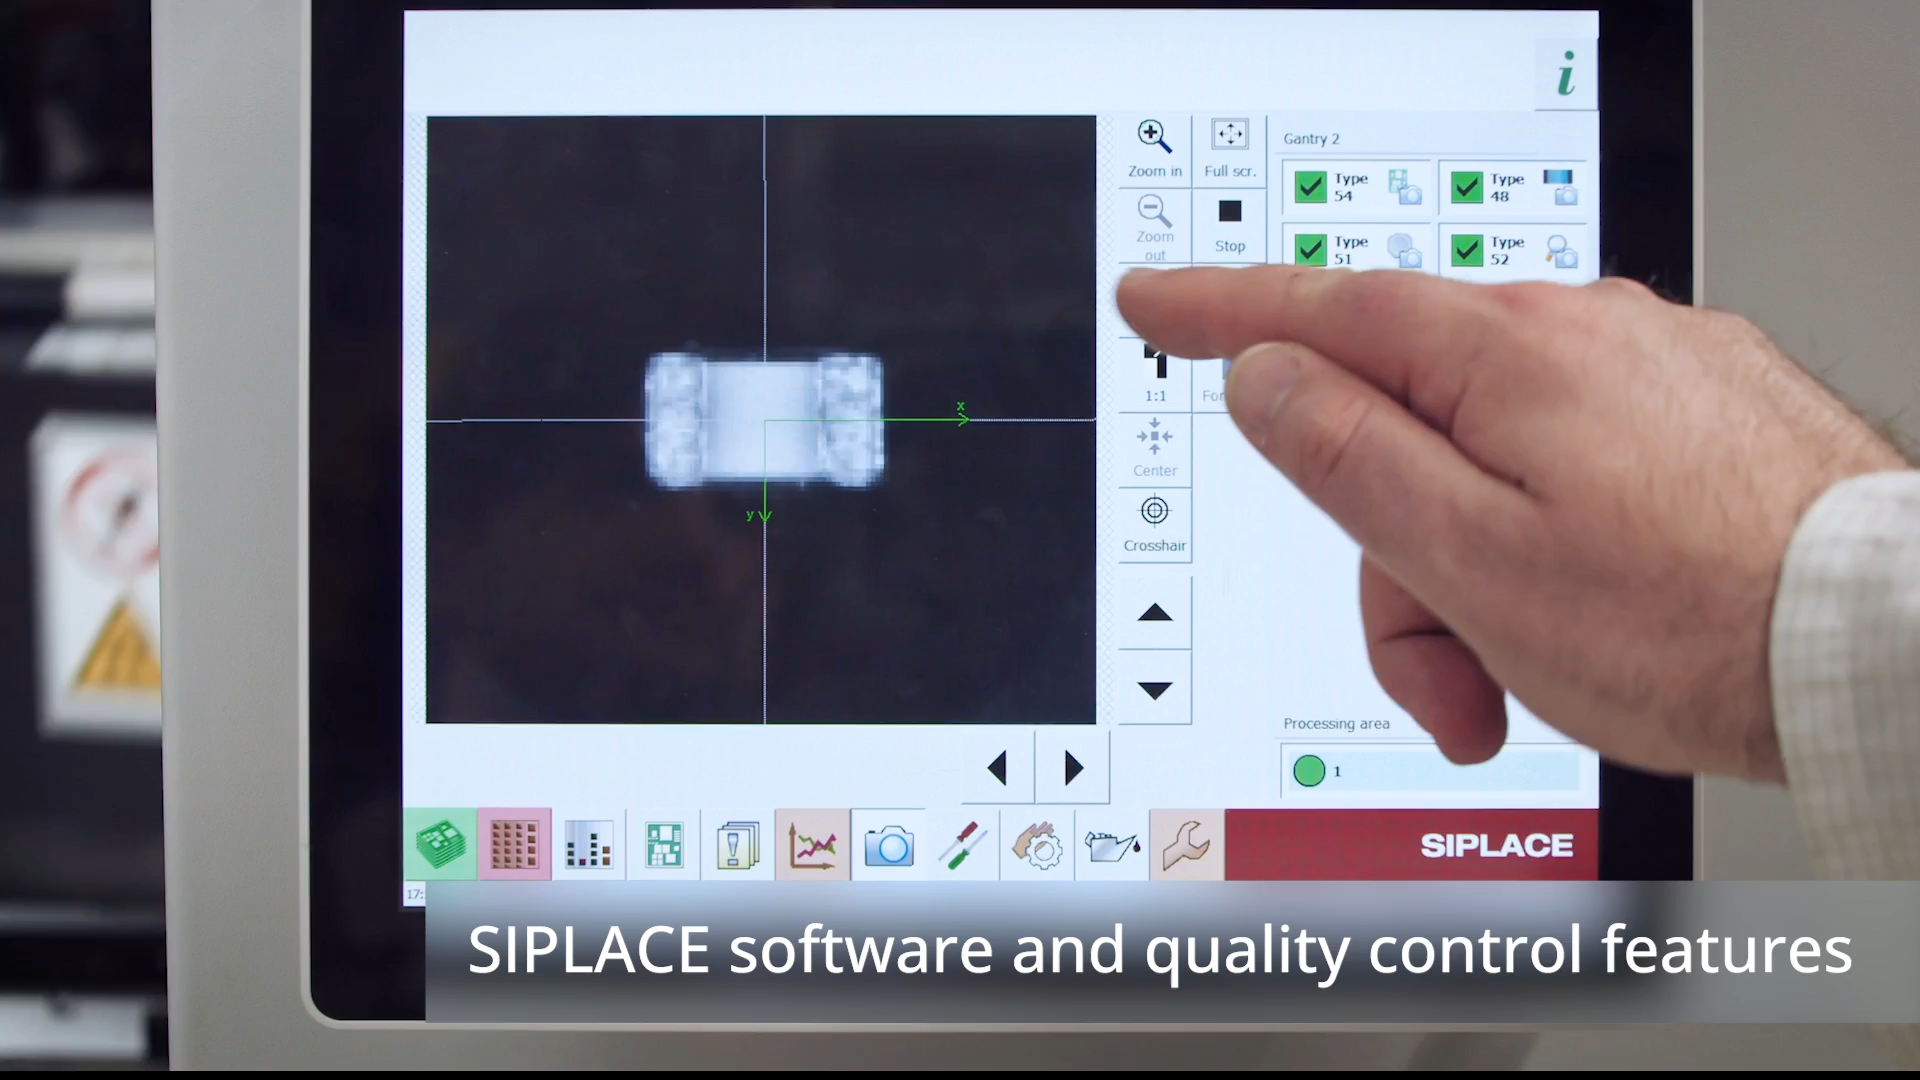 i
Zoom in
Full scr.
Gantry 2
Type
54
Type
48
Zoom
out
Stop
Type
51
Type
52
x
1:1
For
Center
y
Crosshair
Processing area
1
SIPLACE
17:
SIPLACE software and quality control features